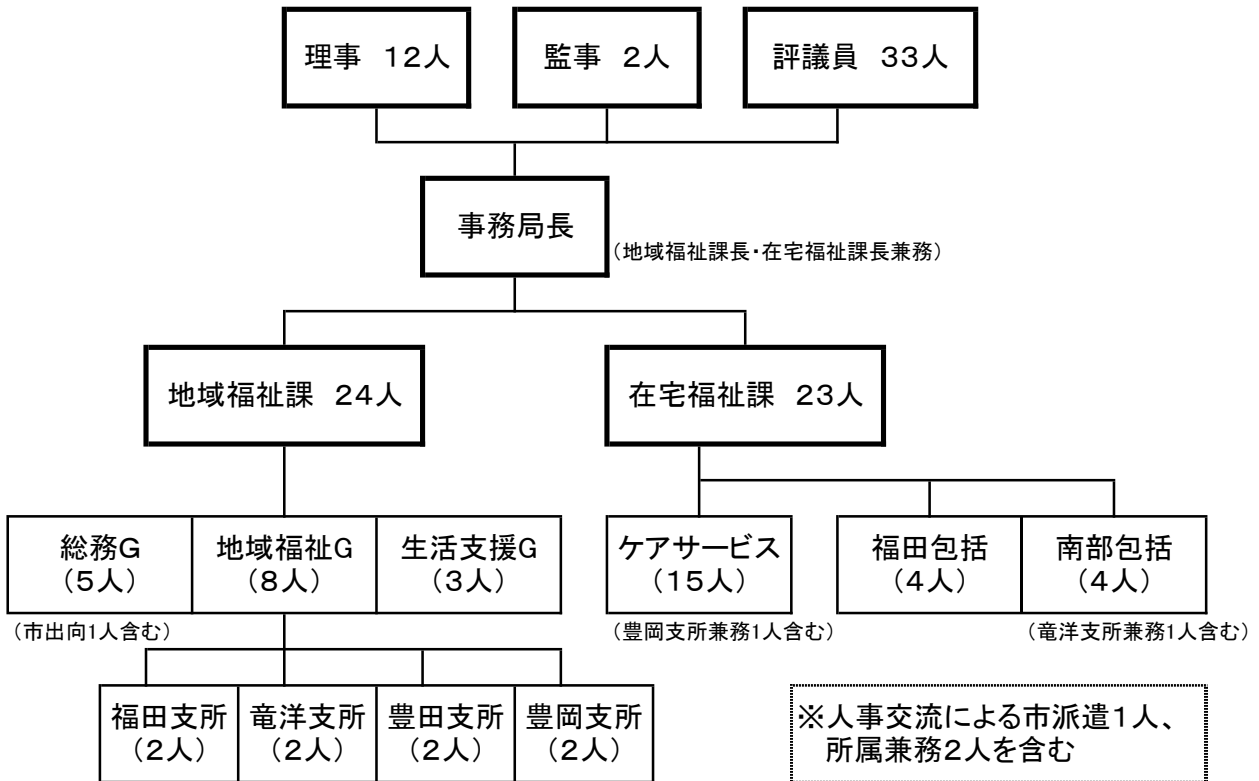 理事 12人
監事 2人
評議員 33人
事務局長
(地域福祉課長・在宅福祉課長兼務)
地域福祉課 24人
在宅福祉課 23人
総務G
(5人)
(市出向1人含む)
地域福祉G
(8人)
生活支援G
(3人)
ケアサービス
(15人)
(豊岡支所兼務1人含む)
福田包括
(4人)
南部包括
(4人)
(竜洋支所兼務1人含む)
福田支所
(2人)
竜洋支所
(2人)
豊田支所
(2人)
豊岡支所
(2人)
※人事交流による市派遣1人、
所属兼務2人を含む